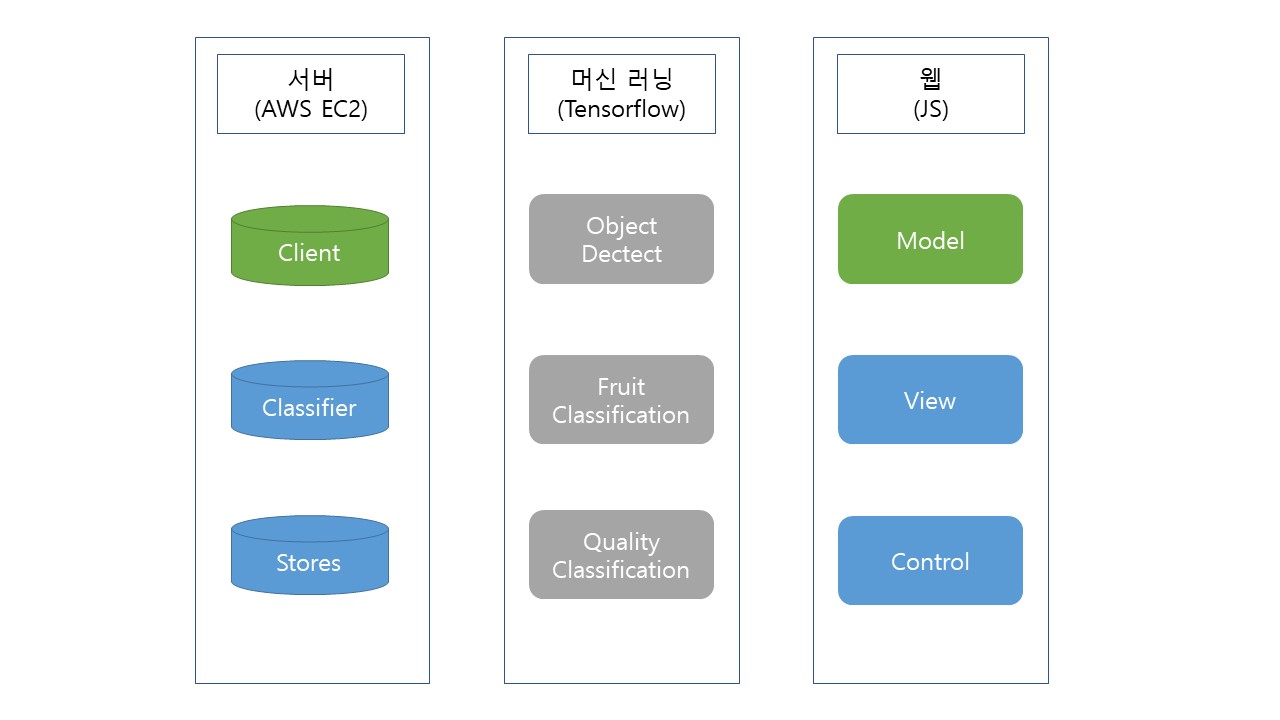 서버
(AWS EC2)
Client
Classifier
Stores
머신 러닝
(Tensorflow)
Object
Dectect
Fruit
Classification
Quality
Classification
웹
(JS)
Model
View
Control